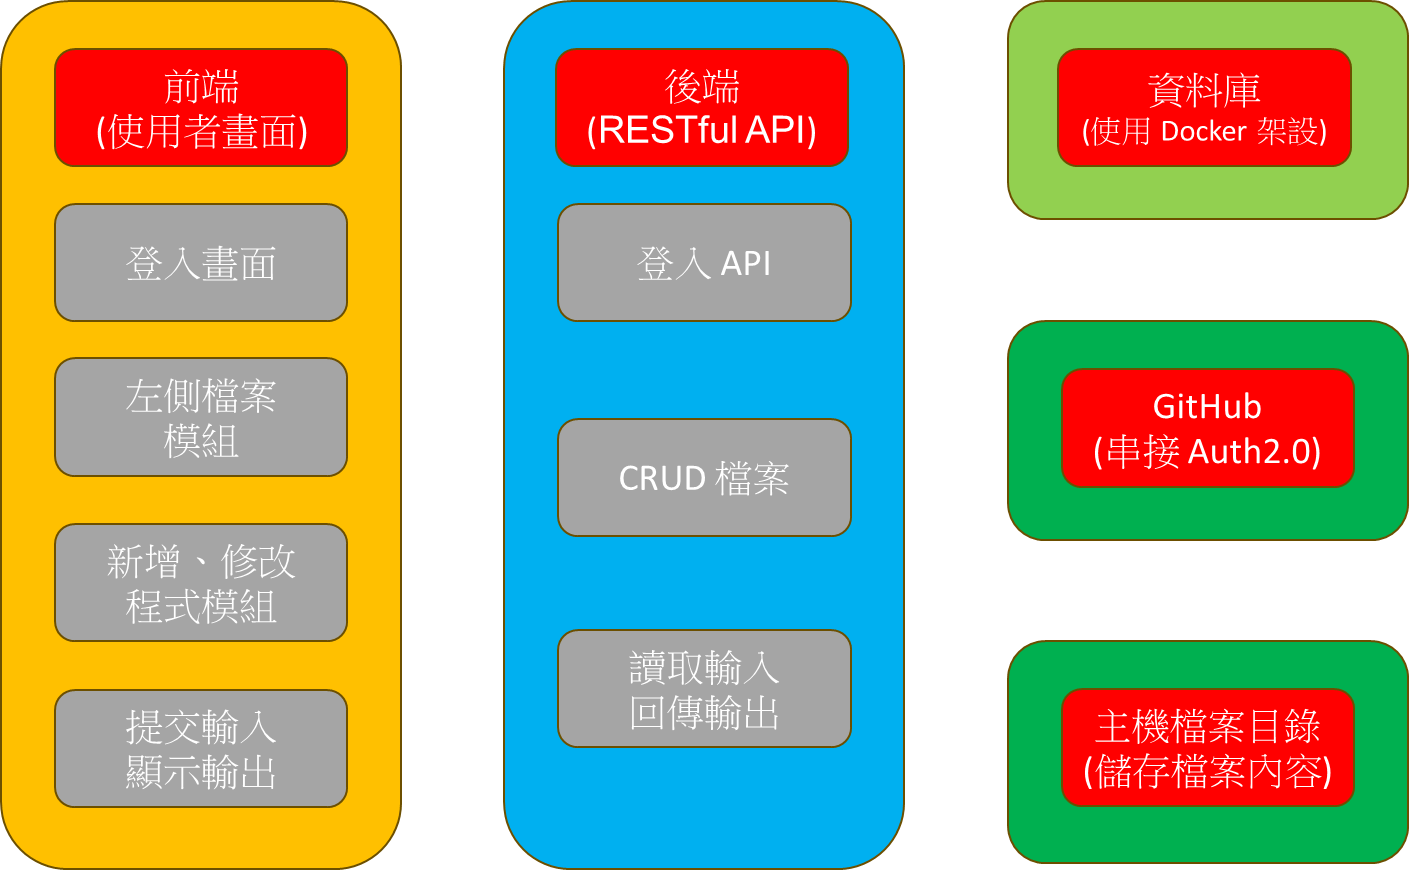 前端
(使用者畫面)
登入畫面
左側檔案
模組
新增、修改
程式模組
提交輸入
顯示輸出
後端
(RESTful API)
登入 API
CRUD 檔案
讀取輸入
回傳輸出
資料庫
(使用 Docker 架設)
GitHub
(串接 Auth2.0)
主機檔案目錄
(儲存檔案內容)